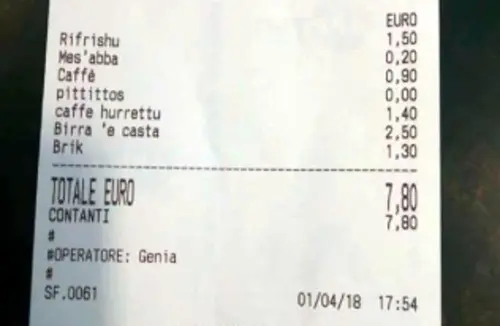 EURO
Rifrishu 1,50
Mes'abba 0,20
Caffè 0,90
pittittos 0,00
caffe hurrettu 1,40
Birra 'e casta 2,50
Brik 1,30
TOTALE EURO 7,80
CONTANTI 7,80
#
#OPERATORE: Genia
#
SF.0061 01/04/18 17:54